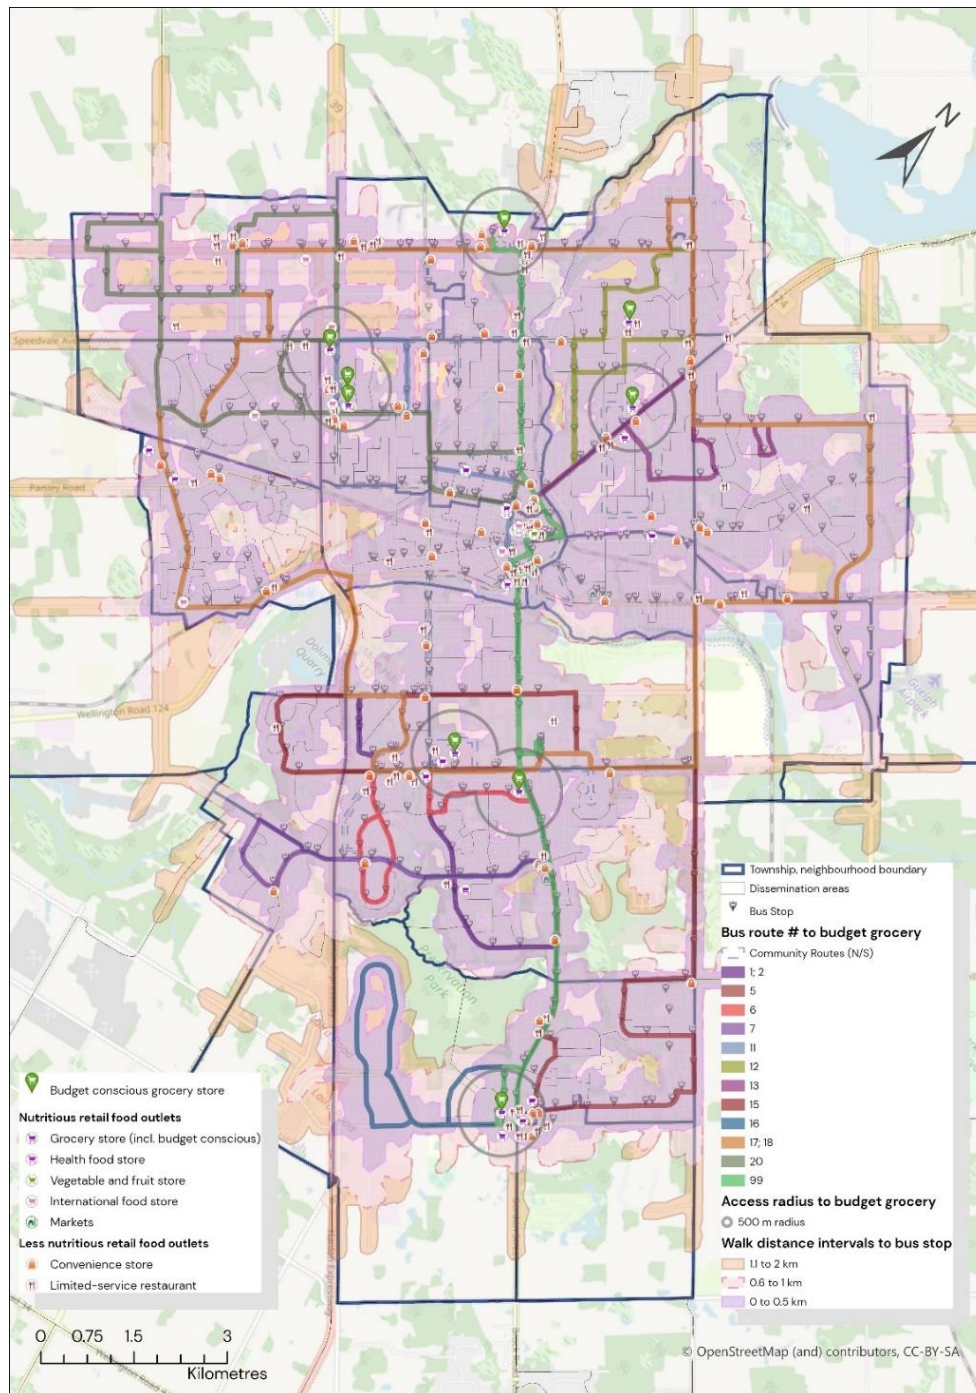 N
39
24
Speedvale Ave
Paisley Road
Dolime
Quarry
Wellington Road 124
Guelph
Airpark
Preservation
Park
Township, neighbourhood boundary
Dissemination areas
Bus Stop
Bus route # to budget grocery
Community Routes (N/S)
1; 2
5
6
7
11
12
13
15
16
17; 18
20
99
Access radius to budget grocery
500 m radius
Walk distance intervals to bus stop
1.1 to 2 km
0.6 to 1 km
0 to 0.5 km
Budget conscious grocery store
Nutritious retail food outlets
Grocery store (incl. budget conscious)
Health food store
Vegetable and fruit store
International food store
Markets
Less nutritious retail food outlets
Convenience store
Limited-service restaurant
0 0.75 1.5 3
Kilometres
© OpenStreetMap (and) contributors, CC-BY-SA